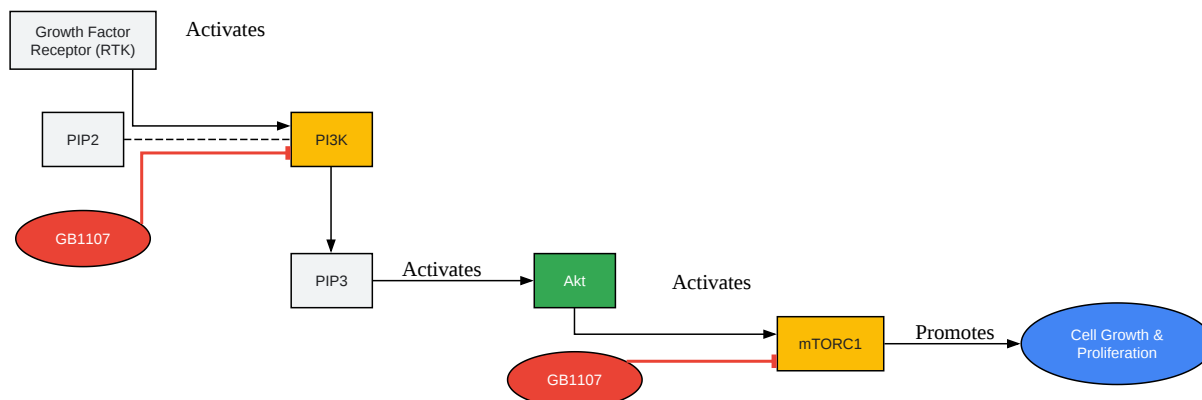 Growth Factor
Receptor (RTK)
Activates
PIP2
PI3K
GB1107
PIP3
Activates
Akt
Activates
mTORC1
Promotes
Cell Growth &
Proliferation
GB1107